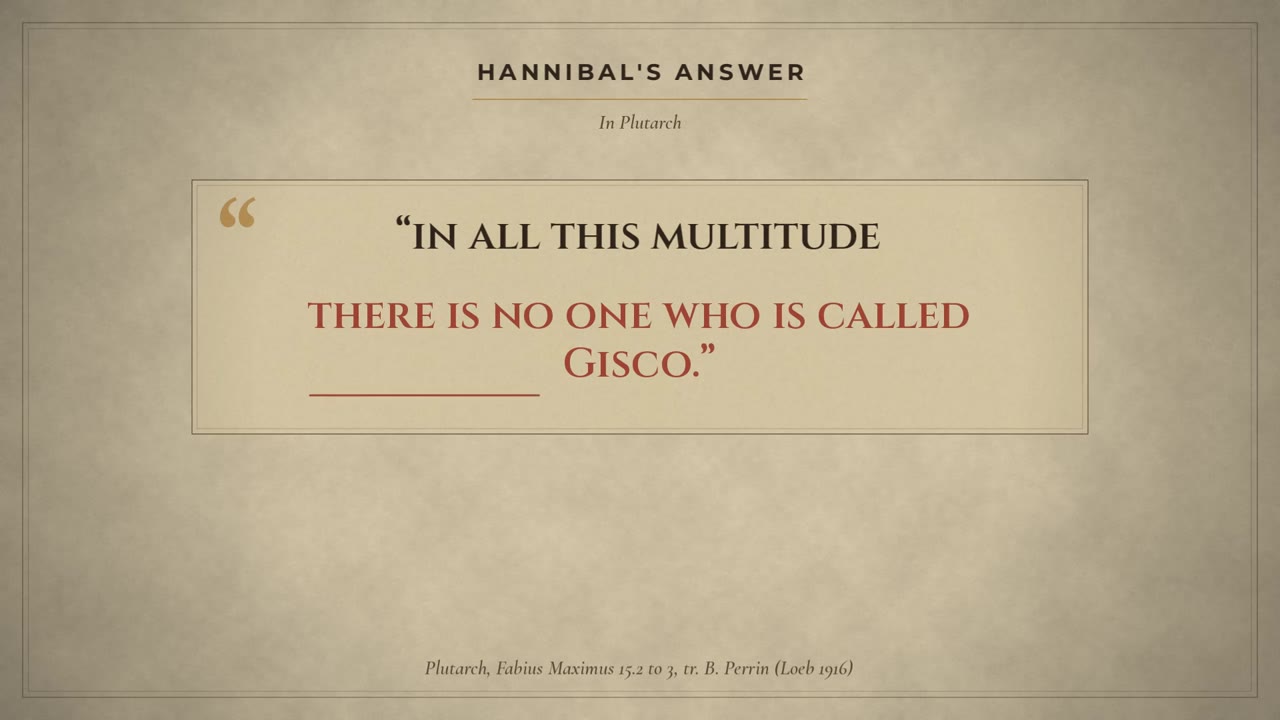 HANNIBAL'S ANSWER
In Plutarch
“
“IN ALL THIS MULTITUDE
THERE IS NO ONE WHO IS CALLED
GISCO.”
Plutarch, Fabius Maximus 15.2 to 3, tr. B. Perrin (Loeb 1916)